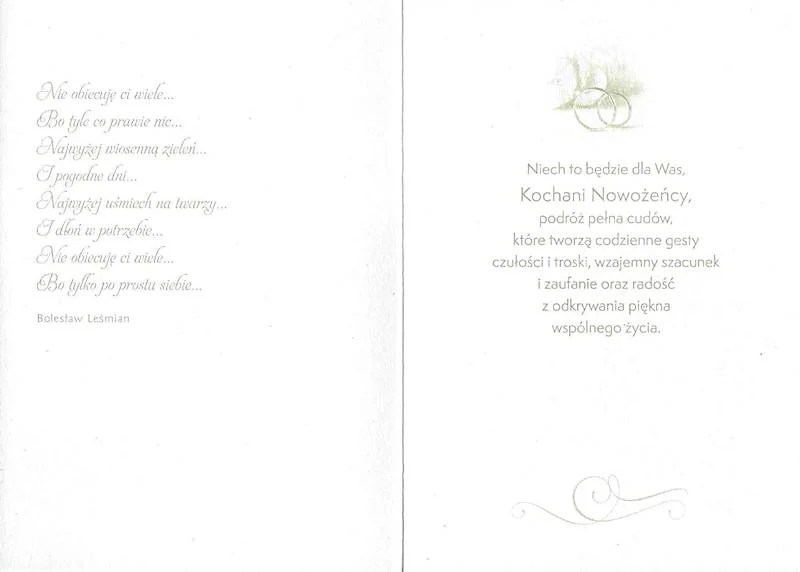 Nie obiecuję ci wiele...
Bo tyle co prawie nic...
Najwyżej wiosenną zieleń...
I pogodne dni...
Najwyżej uśmiech na twarzy...
I dłoń w potrzebie...
Nie obiecuję ci wiele...
Bo tylko po prostu siebie...
Bolesław Leśmian
Niech to będzie dla Was,
Kochani Nowożeńcy,
podróż pełna cudów,
które tworzą codzienne gesty
czułości i troski, wzajemny szacunek
i zaufanie oraz radość
z odkrywania piękna
wspólnego życia.